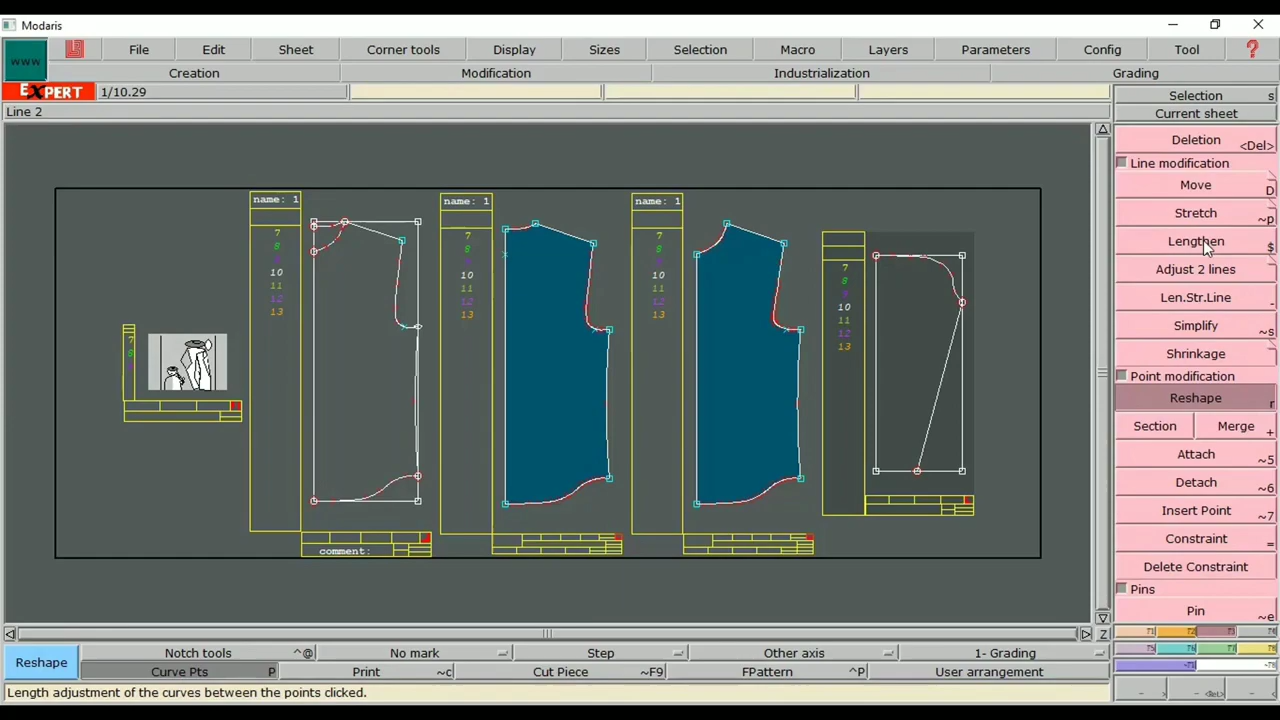 Modaris
www
File
Edit
Sheet
Corner tools
Display
Sizes
Selection
Macro
Layers
Parameters
Config
Tool
?
Creation
Modification
Industrialization
Grading
EXPERT
1/10.29
Line 2
Selection s
Current sheet
Deletion <Del>
Line modification
Move D
Stretch ~p
Lengthen $
Adjust 2 lines
Len.Str.Line -
Simplify ~s
Shrinkage
Point modification
Reshape r
Section
Merge +
Attach ~5
Detach ~6
Insert Point ~7
Constraint =
Delete Constraint
Pins
Pin ~e
name: 1
7
8
10
11
12
13
comment:
name: 1
7
8
10
11
12
13
name: 1
7
8
10
11
12
13
7
8
10
11
12
13
7
Z
Reshape
Notch tools ^@
No mark
Step
Other axis
1- Grading
Curve Pts P
Print ~c
Cut Piece ~F9
FPattern ^P
User arrangement
Length adjustment of the curves between the points clicked.